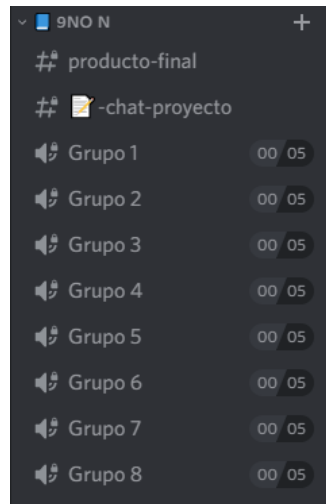 9NO N
producto-final
-chat-proyecto
Grupo 1 00 05
Grupo 2 00 05
Grupo 3 00 05
Grupo 4 00 05
Grupo 5 00 05
Grupo 6 00 05
Grupo 7 00 05
Grupo 8 00 05